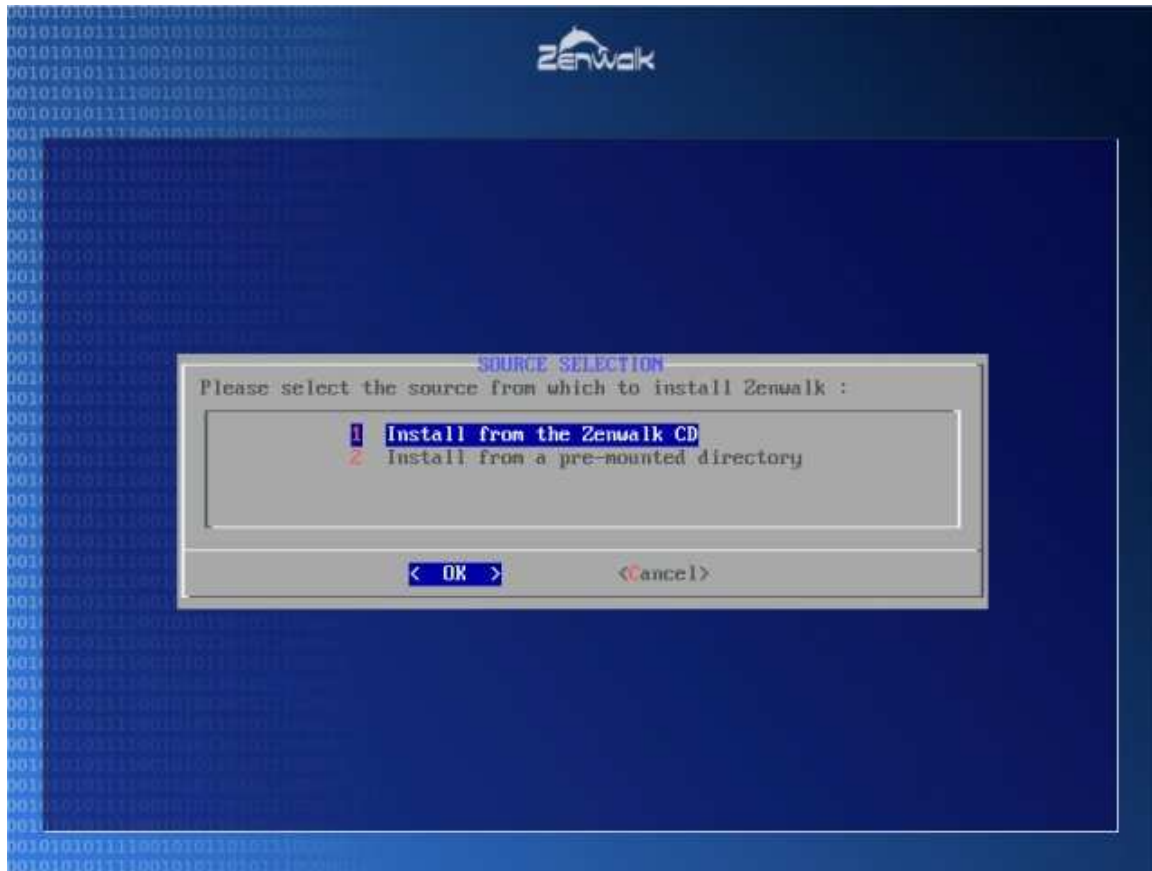 Zenwalk
SOURCE SELECTION
Please select the source from which to install Zenwalk :
1 Install from the Zenwalk CD
2 Install from a pre-mounted directory
< OK > <Cancel>